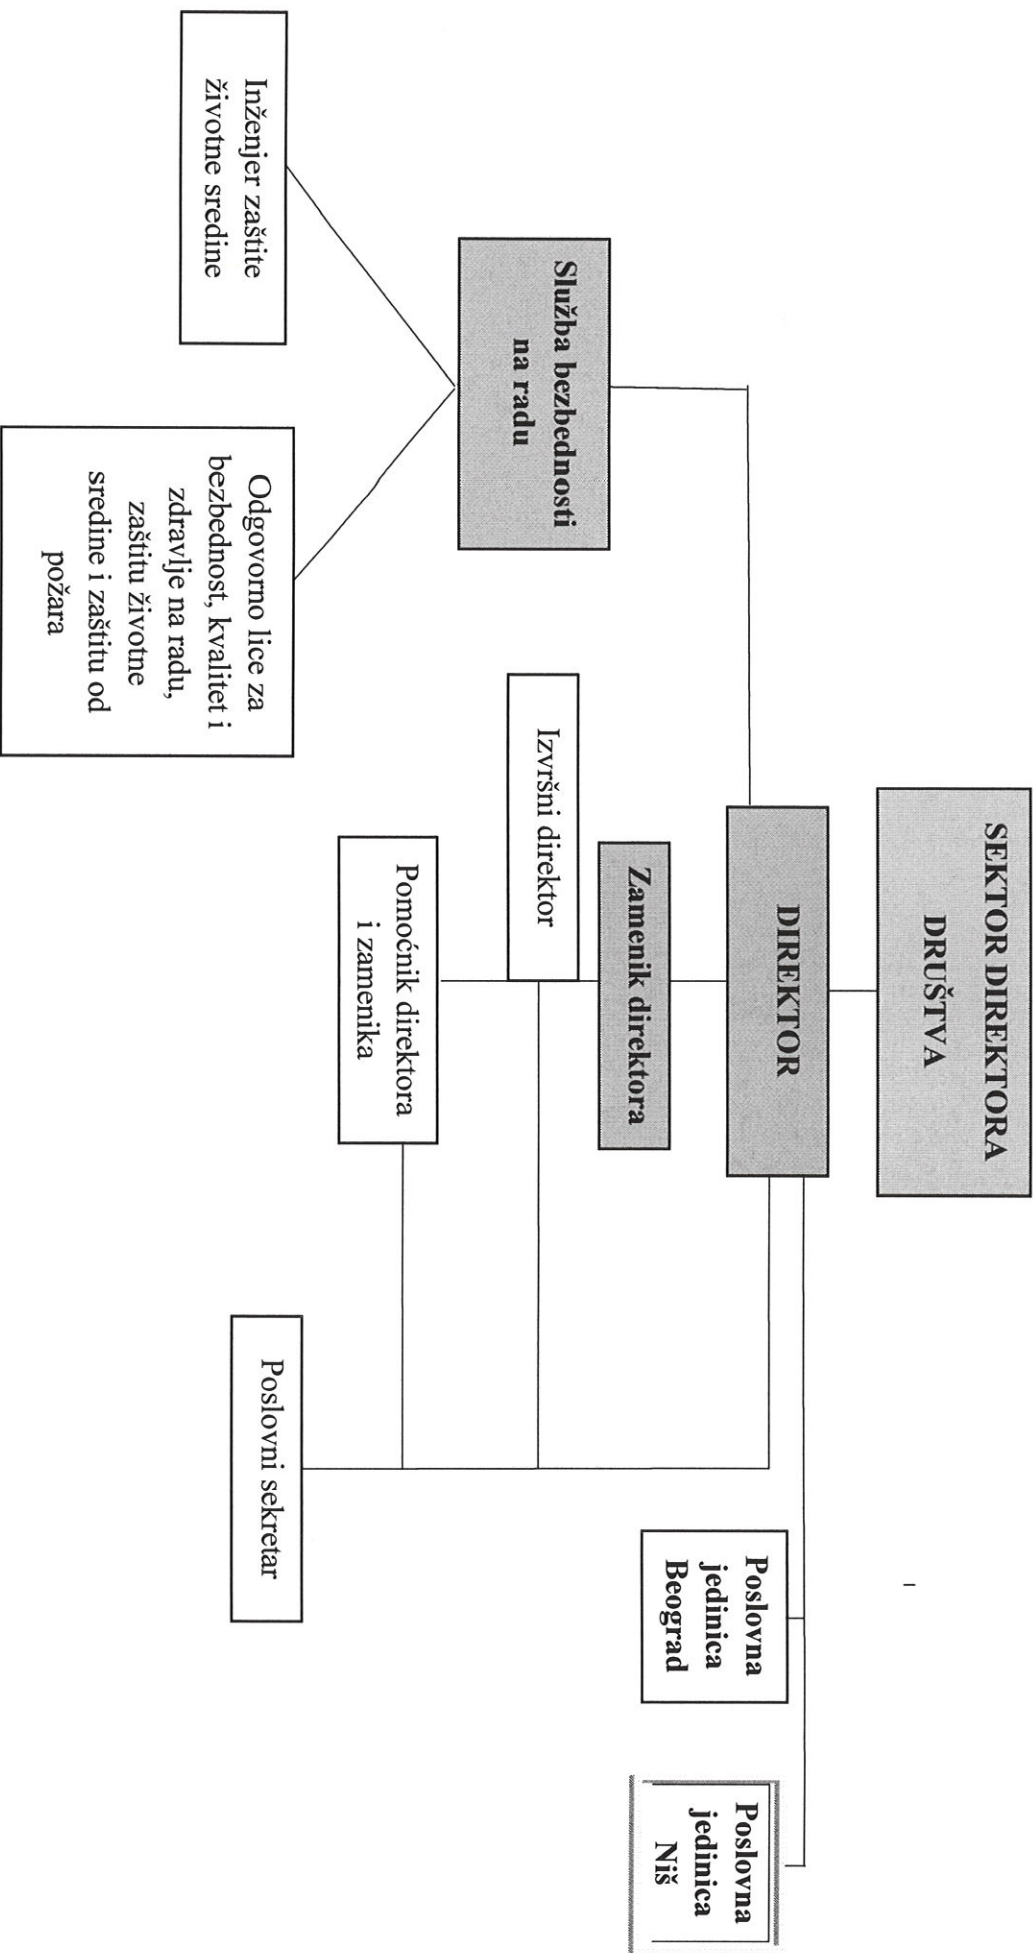 SEKTOR DIREKTORA
DRUŠTVA
DIREKTOR
Zamenik direktora
Izvršni direktor
Pomoćnik direktora
i zamenika
Služba bezbednosti
na radu
Inženjer zaštite
životne sredine
Odgovorno lice za
bezbednost, kvalitet i
zdravlje na radu,
zaštitu životne
sredine i zaštitu od
požara
Poslovni sekretar
Poslovna
jedinica
Beograd
Poslovna
jedinica
Niš